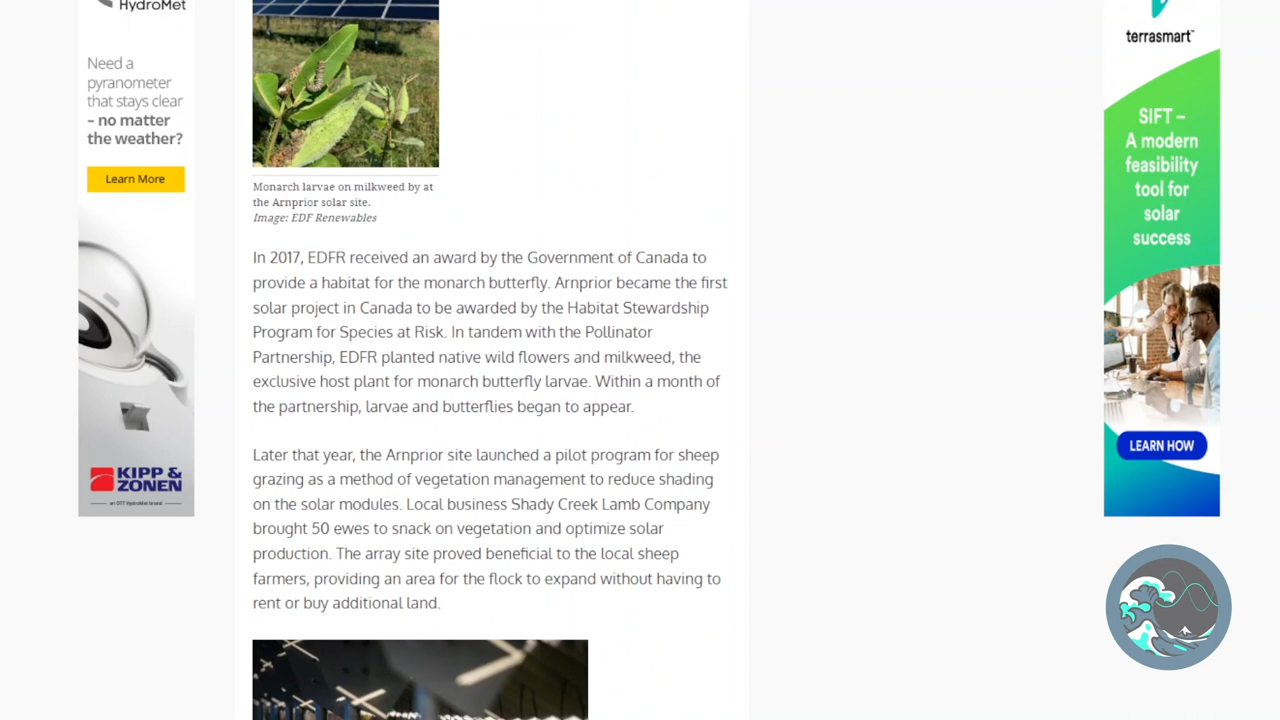 HydroMet
Need a
pyranometer
that stays clear
– no matter
the weather?
Learn More
KIPP &
ZONEN
an OTT HydroMet brand
Monarch larvae on milkweed by at
the Arnprior solar site.
Image: EDF Renewables
In 2017, EDFR received an award by the Government of Canada to
provide a habitat for the monarch butterfly. Arnprior became the first
solar project in Canada to be awarded by the Habitat Stewardship
Program for Species at Risk. In tandem with the Pollinator
Partnership, EDFR planted native wild flowers and milkweed, the
exclusive host plant for monarch butterfly larvae. Within a month of
the partnership, larvae and butterflies began to appear.
Later that year, the Arnprior site launched a pilot program for sheep
grazing as a method of vegetation management to reduce shading
on the solar modules. Local business Shady Creek Lamb Company
brought 50 ewes to snack on vegetation and optimize solar
production. The array site proved beneficial to the local sheep
farmers, providing an area for the flock to expand without having to
rent or buy additional land.
terrasmart™
SIFT –
A modern
feasibility
tool for
solar
success
LEARN HOW